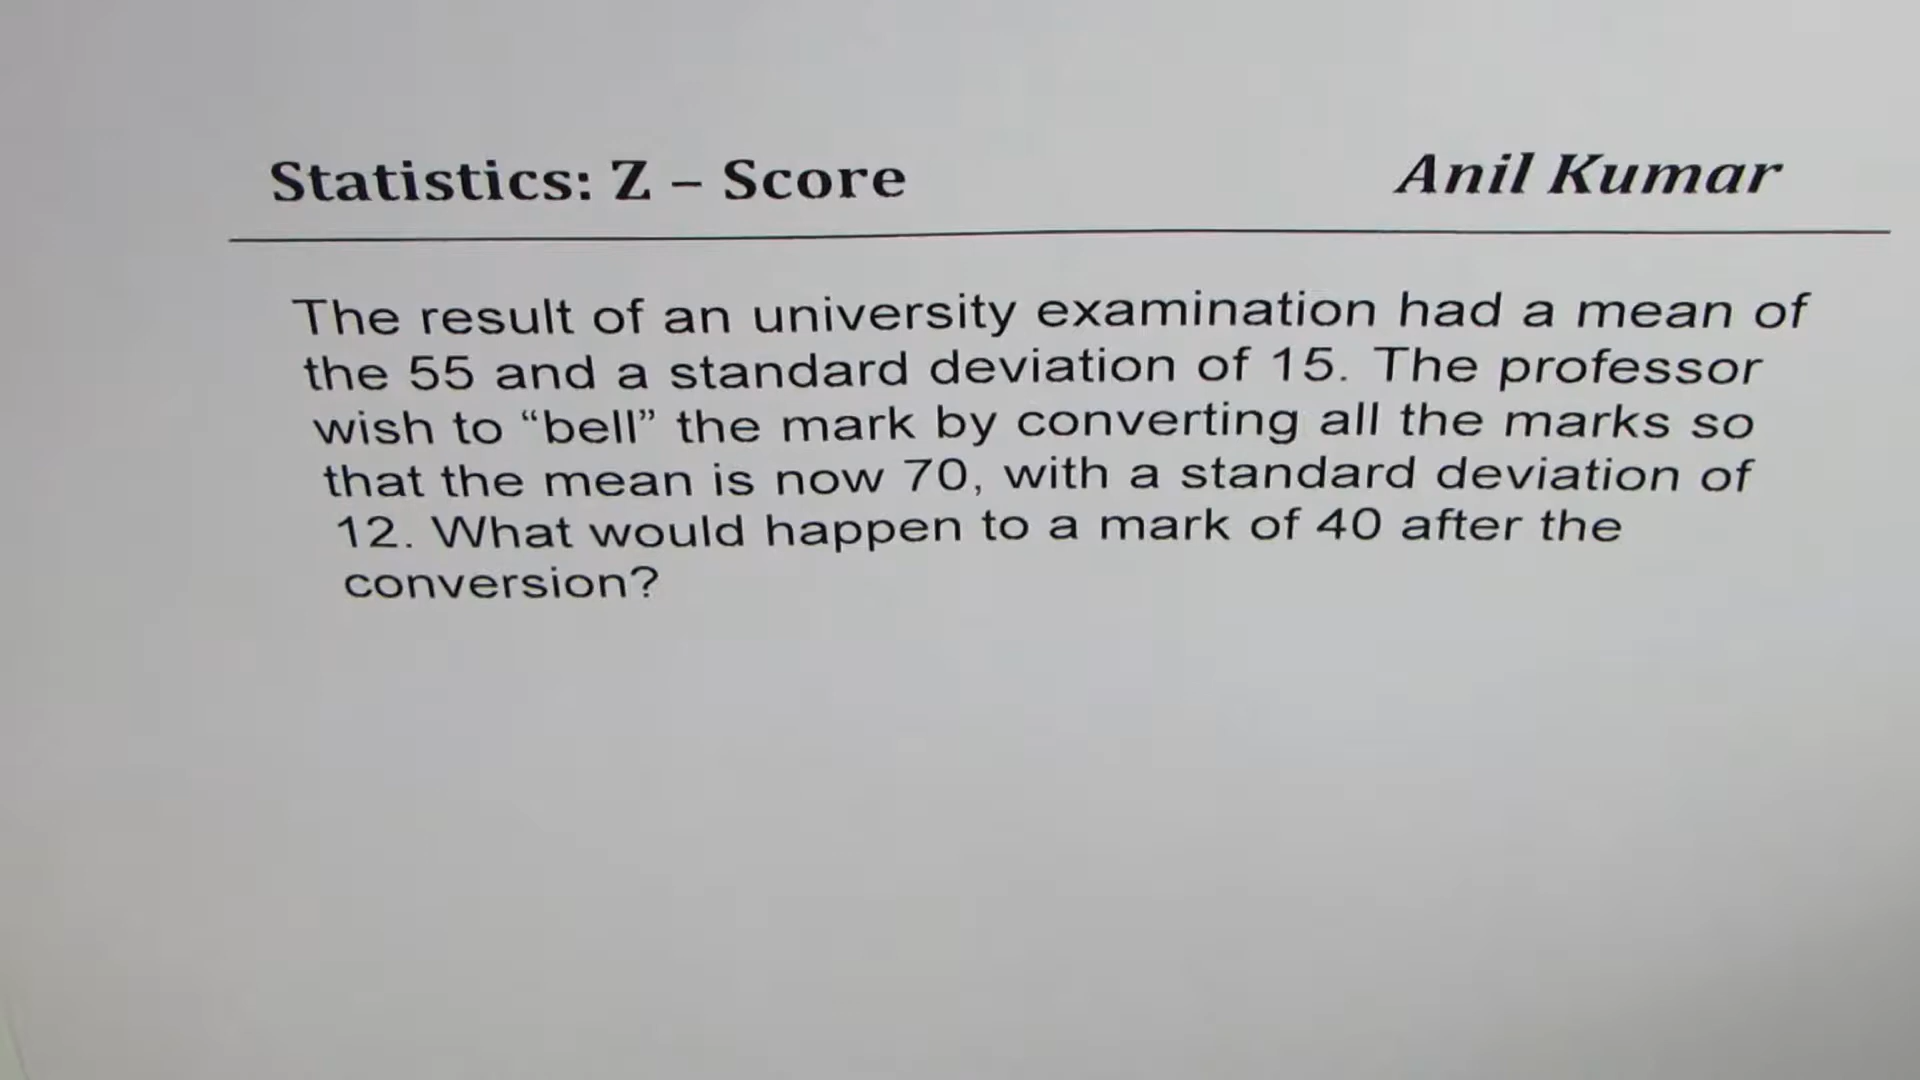 Statistics: Z – Score
Anil Kumar
The result of an university examination had a mean of
the 55 and a standard deviation of 15. The professor
wish to “bell” the mark by converting all the marks so
that the mean is now 70, with a standard deviation of
12. What would happen to a mark of 40 after the
conversion?